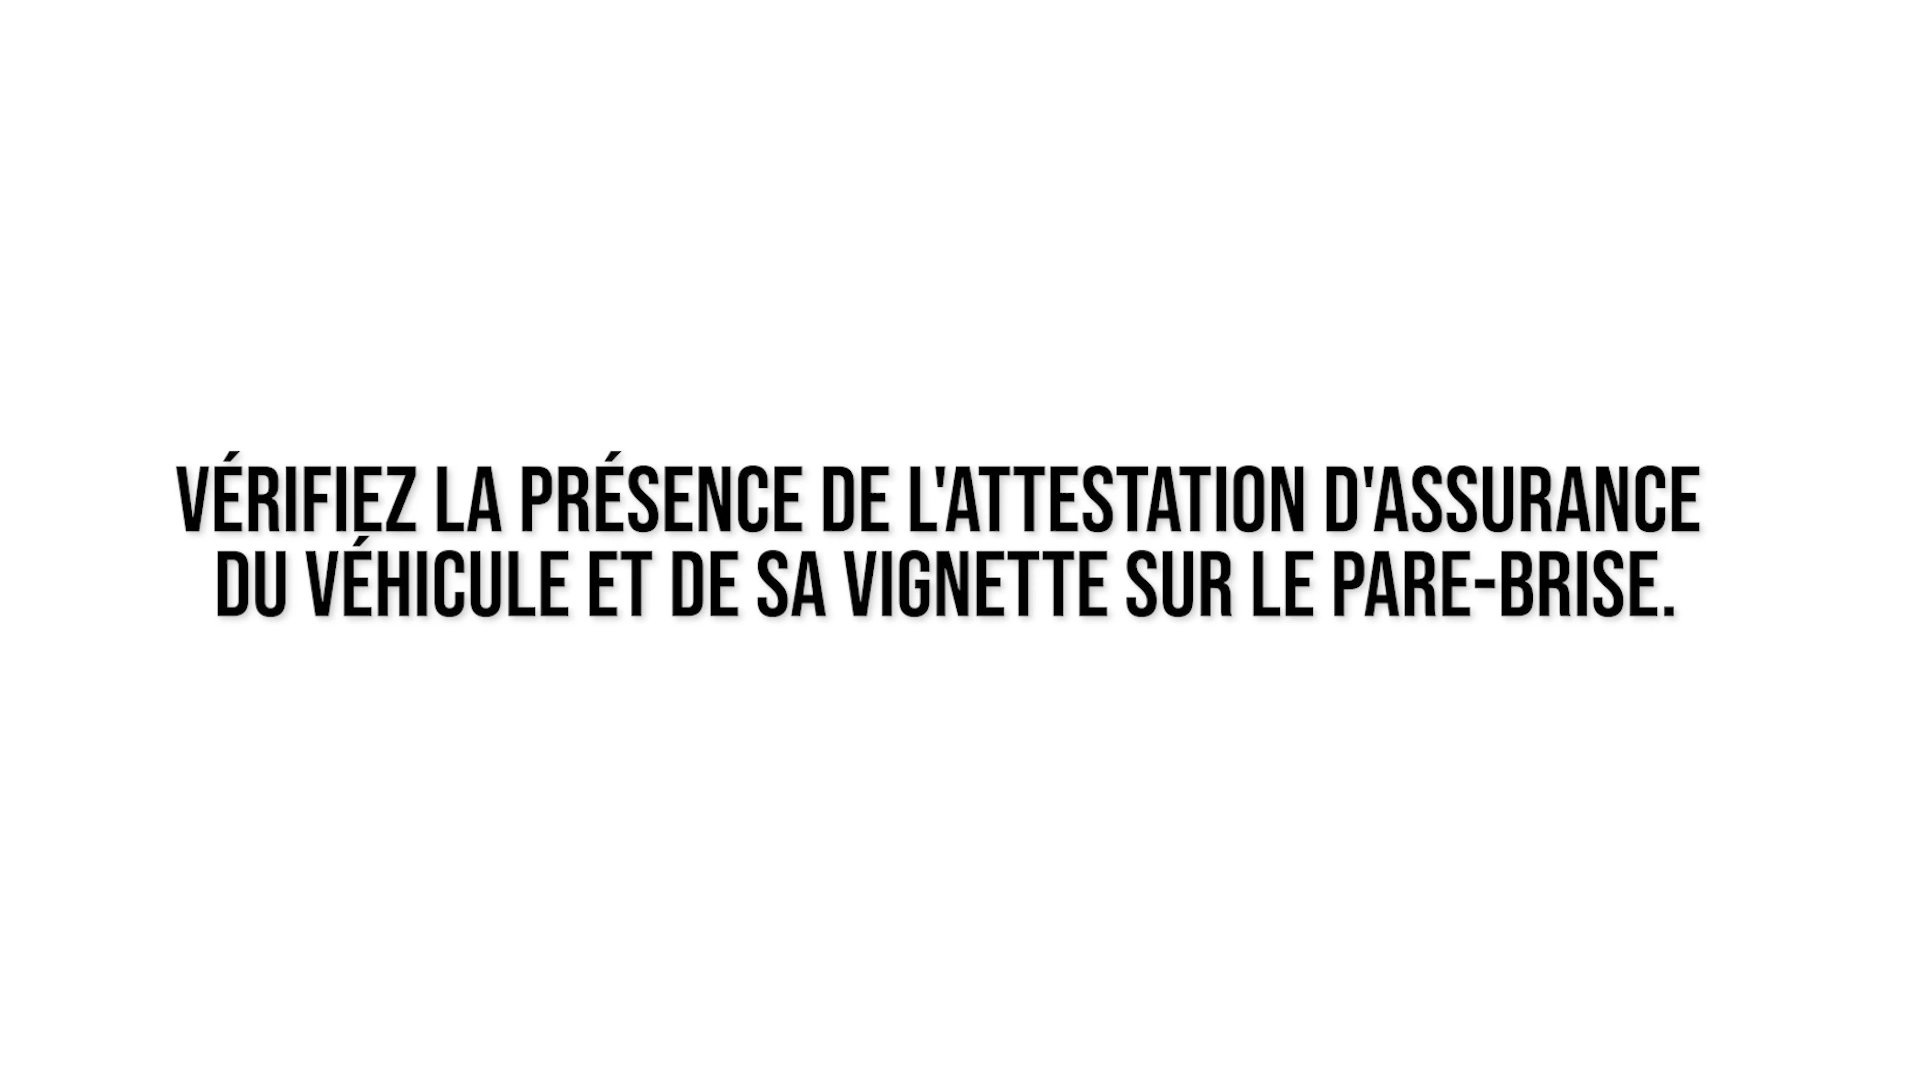 VÉRIFIEZ LA PRÉSENCE DE L'ATTESTATION D'ASSURANCE
DU VÉHICULE ET DE SA VIGNETTE SUR LE PARE-BRISE.